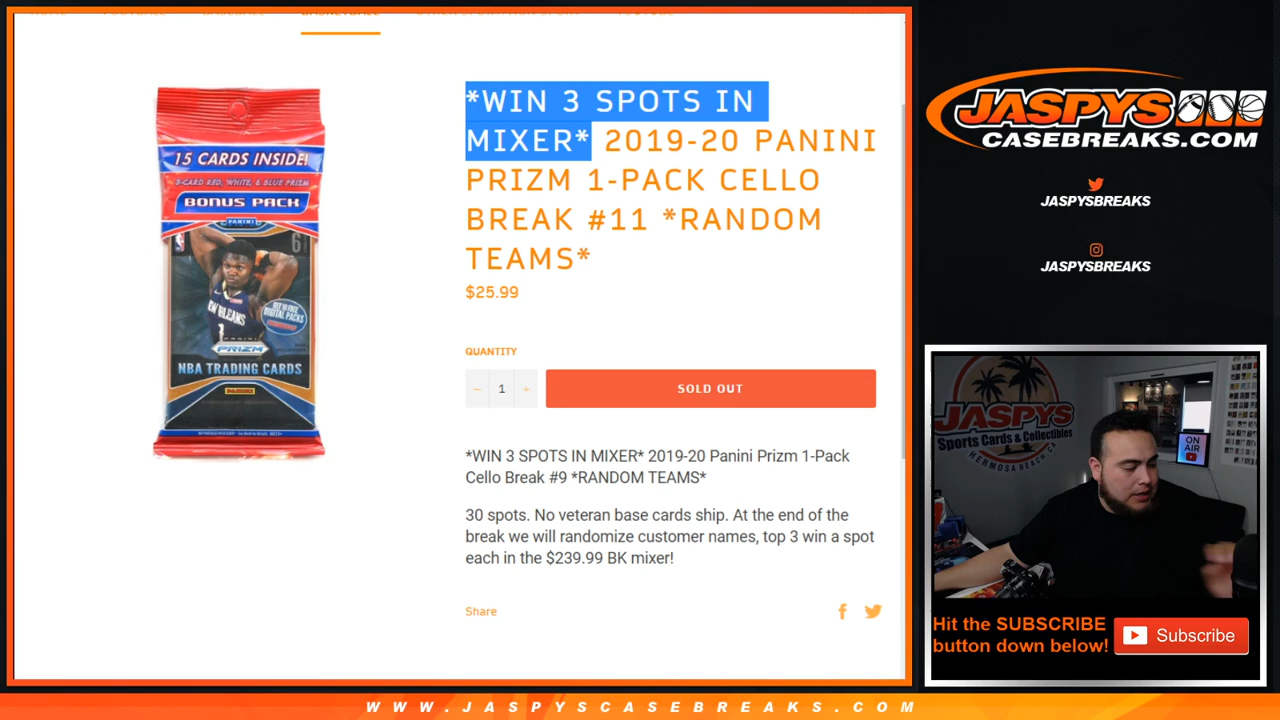 BASKETBALL
15 CARDS INSIDE!
3-CARD RED, WHITE, & BLUE PRIZM
BONUS PACK
PANINI
PRIZM
NBA TRADING CARDS
PANINI
*WIN 3 SPOTS IN
MIXER* 2019-20 PANINI
PRIZM 1-PACK CELLO
BREAK #11 *RANDOM
TEAMS*
$25.99
QUANTITY
− 1 +
SOLD OUT
*WIN 3 SPOTS IN MIXER* 2019-20 Panini Prizm 1-Pack
Cello Break #9 *RANDOM TEAMS*
30 spots. No veteran base cards ship. At the end of the
break we will randomize customer names, top 3 win a spot
each in the $239.99 BK mixer!
Share
JASPYS
CASEBREAKS.COM
JASPYSBREAKS
JASPYSBREAKS
JASPYS
Sports Cards & Collectibles
HERMOSA BEACH, CA
ON
AIR
Hit the SUBSCRIBE
button down below!
Subscribe
WWW.JASPYSCASEBREAKS.COM